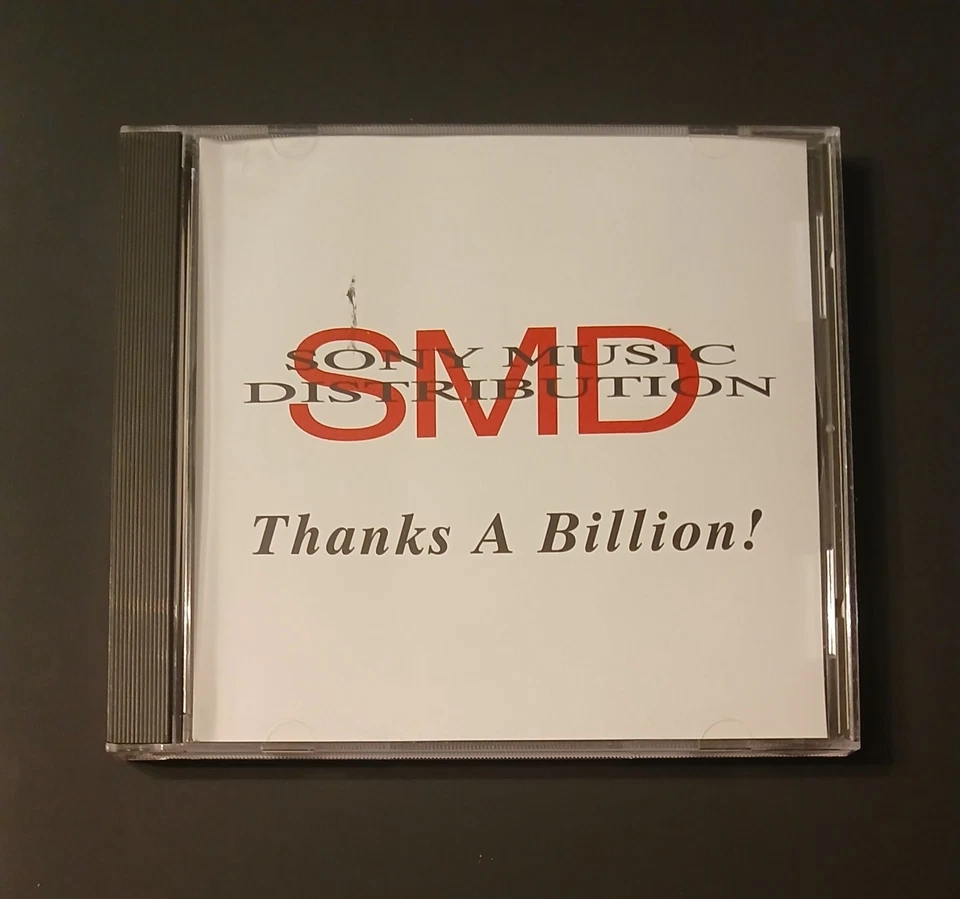 SMD
SONY MUSIC
DISTRIBUTION
Thanks A Billion!